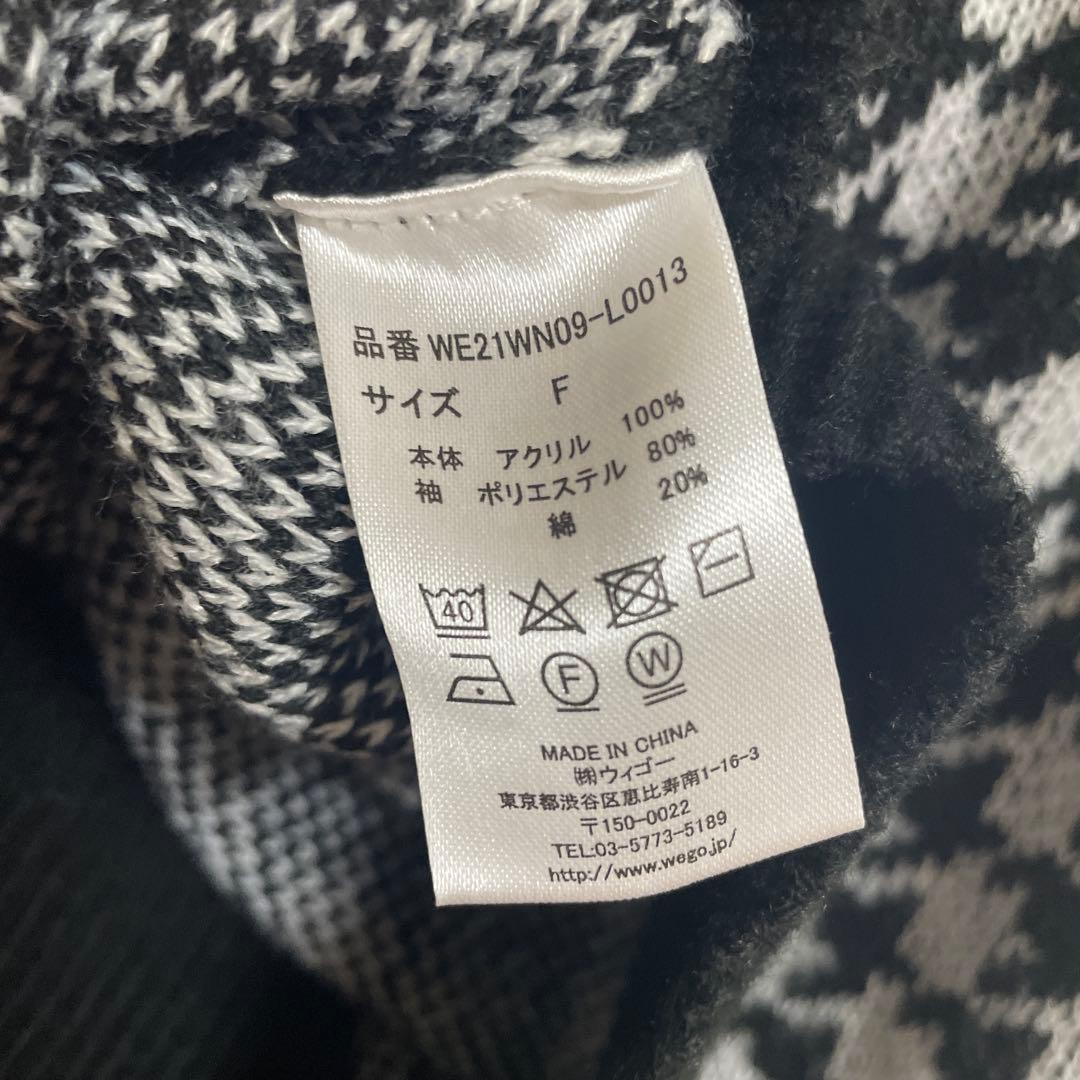 品番 WE21WN09-L0013
サイズ F
本体 アクリル 100%
袖 ポリエステル 80%
綿 20%
40
F W
MADE IN CHINA
㈱ウィゴー
東京都渋谷区恵比寿南1-16-3
〒150-0022
TEL:03-5773-5189
http://www.wego.jp/